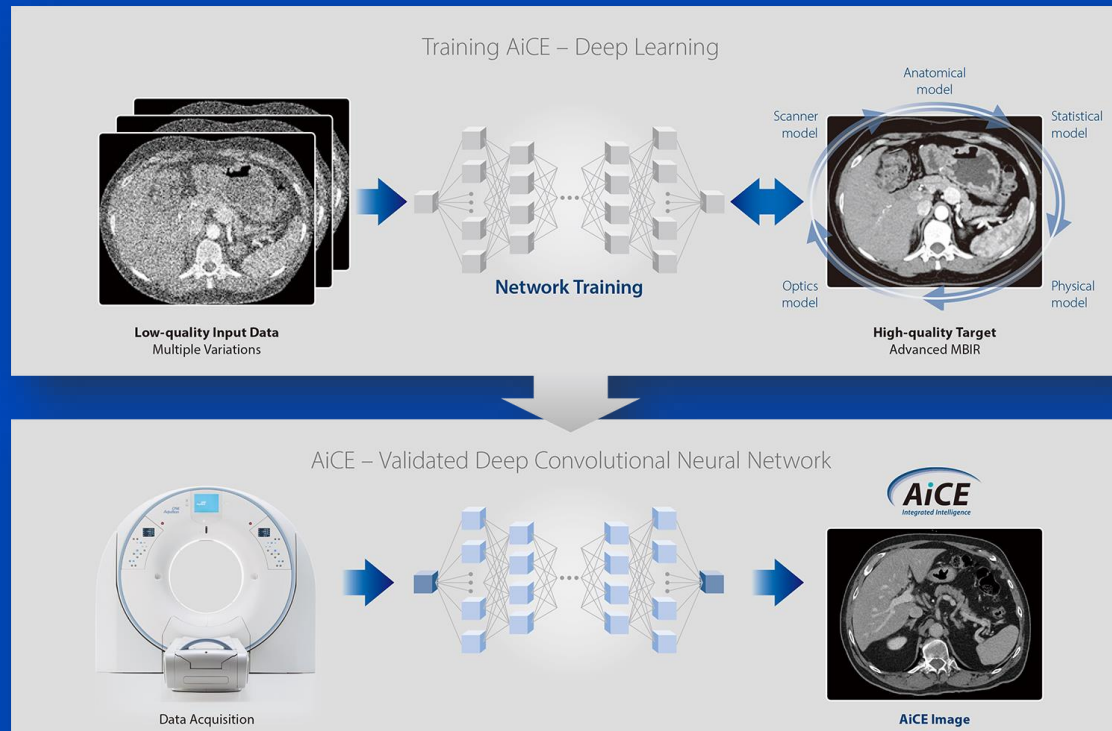 Training AiCE – Deep Learning
Anatomical
model
Scanner
model
Statistical
model
Optics
model
Physical
model
Network Training
Low-quality Input Data
Multiple Variations
High-quality Target
Advanced MBIR
AiCE – Validated Deep Convolutional Neural Network
AiCE
Integrated Intelligence
Data Acquisition
AiCE Image